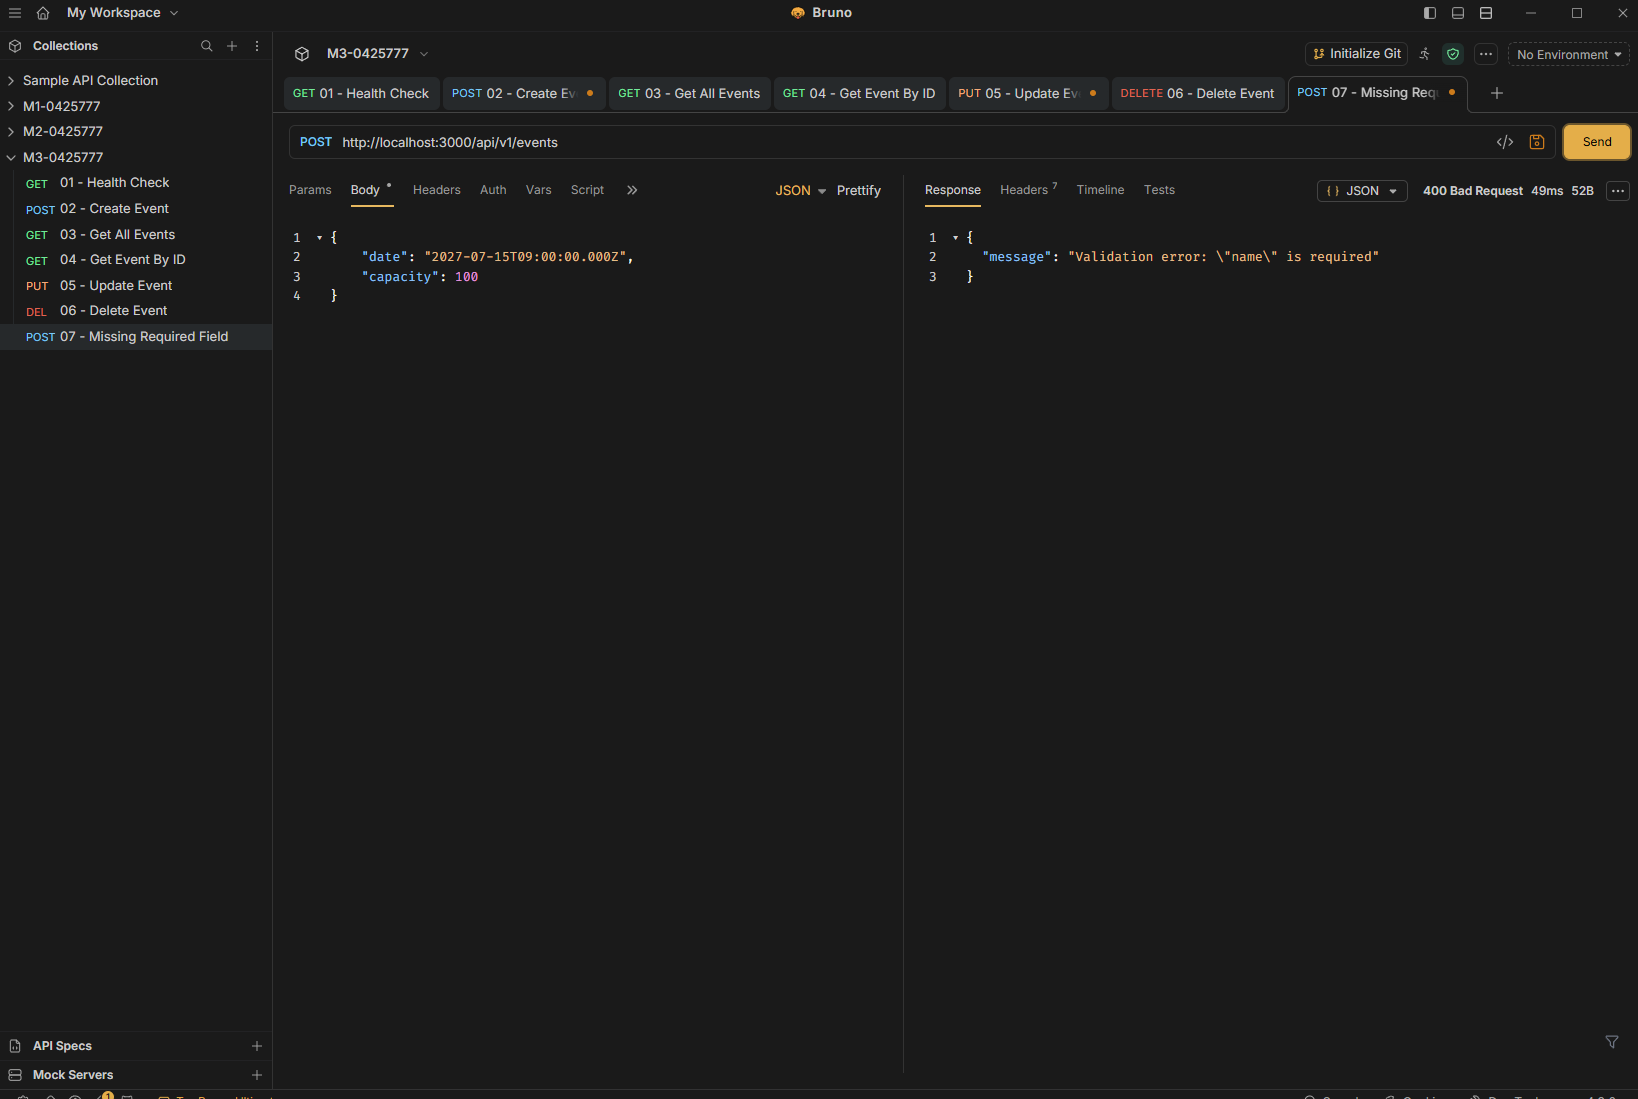 My Workspace
Bruno
Collections
Sample API Collection
M1-0425777
M2-0425777
M3-0425777
GET 01 - Health Check
POST 02 - Create Event
GET 03 - Get All Events
GET 04 - Get Event By ID
PUT 05 - Update Event
DEL 06 - Delete Event
POST 07 - Missing Required Field
API Specs
Mock Servers
M3-0425777
Initialize Git
No Environment
GET 01 - Health Check
POST 02 - Create Ev
GET 03 - Get All Events
GET 04 - Get Event By ID
PUT 05 - Update Ev
DELETE 06 - Delete Event
POST 07 - Missing Req
POST http://localhost:3000/api/v1/events
Send
Params Body Headers Auth Vars Script
JSON Prettify
1 {
2 "date": "2027-07-15T09:00:00.000Z",
3 "capacity": 100
4 }
Response Headers 7 Timeline Tests
{ } JSON
400 Bad Request 49ms 52B
1 {
2 "message": "Validation error: \"name\" is required"
3 }
1